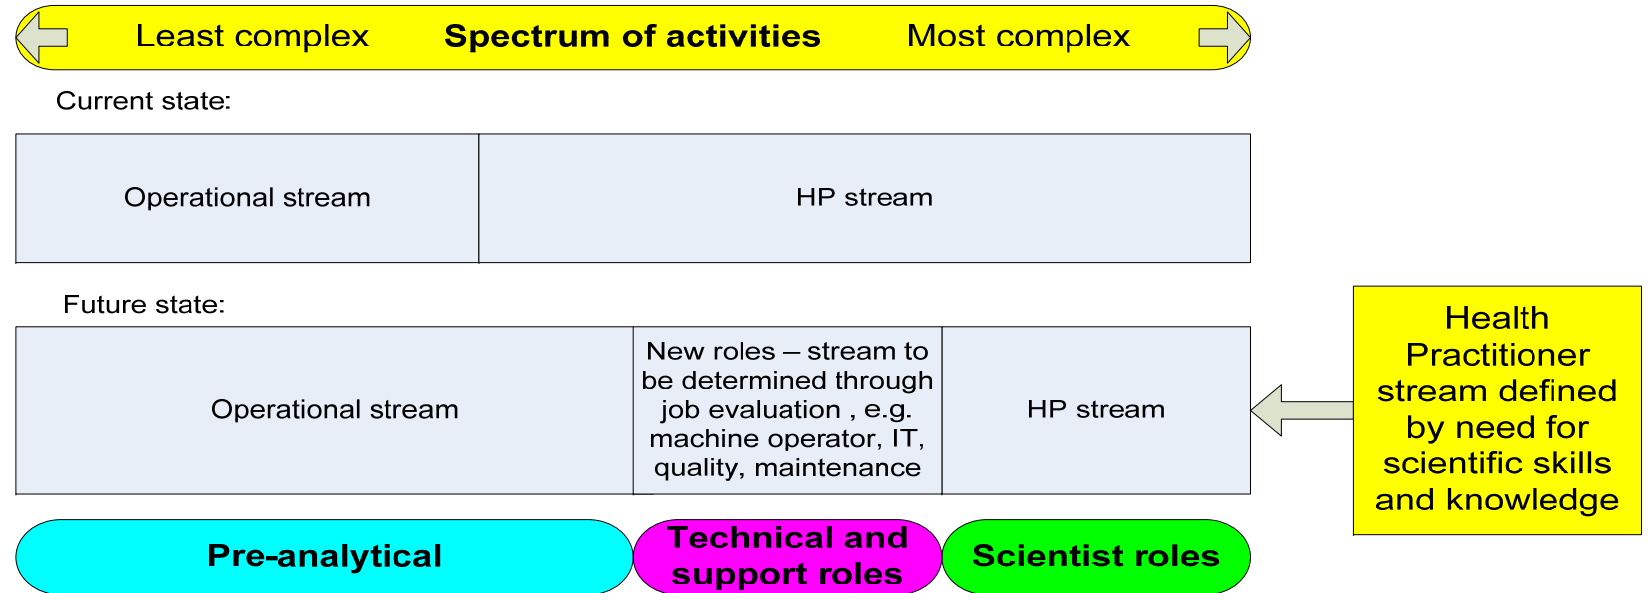 Least complex Spectrum of activities Most complex
Current state:
Operational stream HP stream
Future state:
Operational stream
New roles – stream to
be determined through
job evaluation , e.g.
machine operator, IT,
quality, maintenance
HP stream
Health
Practitioner
stream defined
by need for
scientific skills
and knowledge
Pre-analytical
Technical and
support roles
Scientist roles